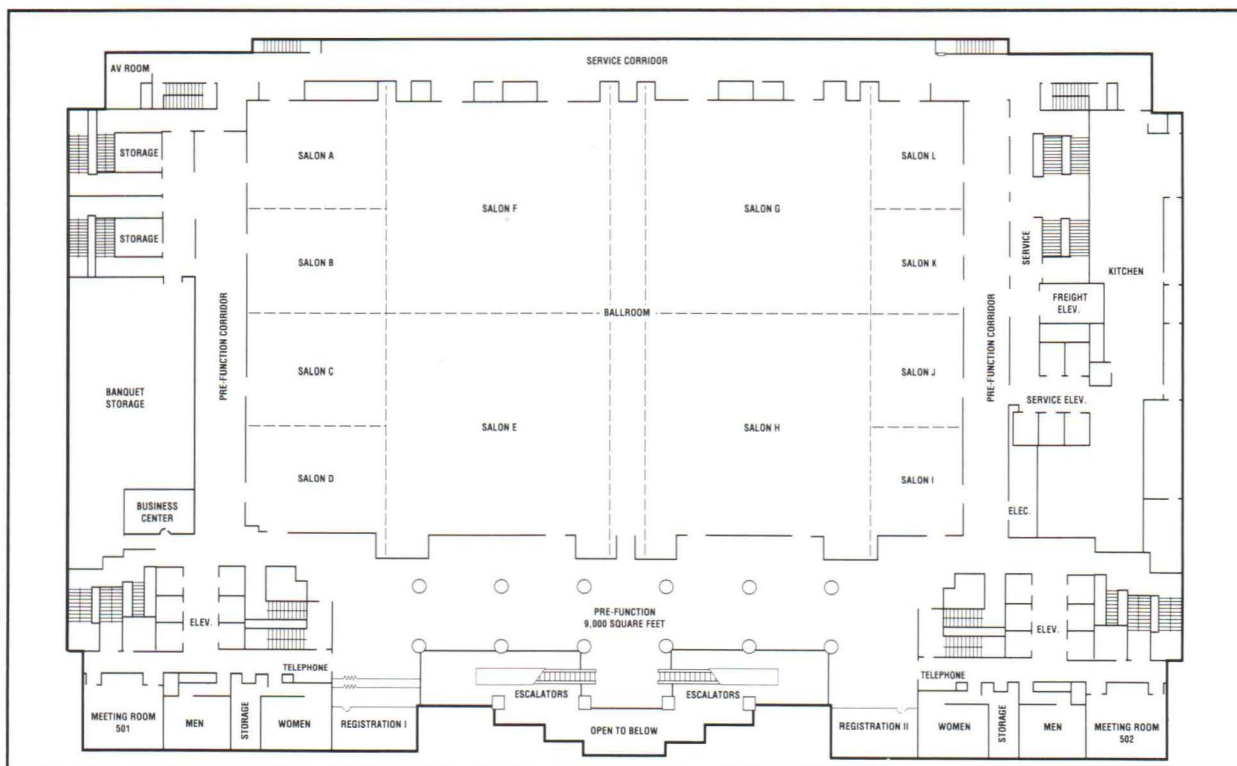 SERVICE CORRIDOR
AV ROOM
STORAGE
SALON A
SALON L
SALON F
SALON G
STORAGE
SERVICE
SALON B
SALON K
KITCHEN
FREIGHT
ELEV.
BALLROOM
PRE-FUNCTION CORRIDOR
PRE-FUNCTION CORRIDOR
SALON C
SALON J
BANQUET
STORAGE
SERVICE ELEV.
SALON E
SALON H
SALON D
SALON I
BUSINESS
CENTER
ELEC.
PRE-FUNCTION
9,000 SQUARE FEET
ELEV.
ELEV.
TELEPHONE
TELEPHONE
ESCALATORS
ESCALATORS
MEETING ROOM
501
MEN
STORAGE
WOMEN
REGISTRATION I
OPEN TO BELOW
REGISTRATION II
WOMEN
STORAGE
MEN
MEETING ROOM
502